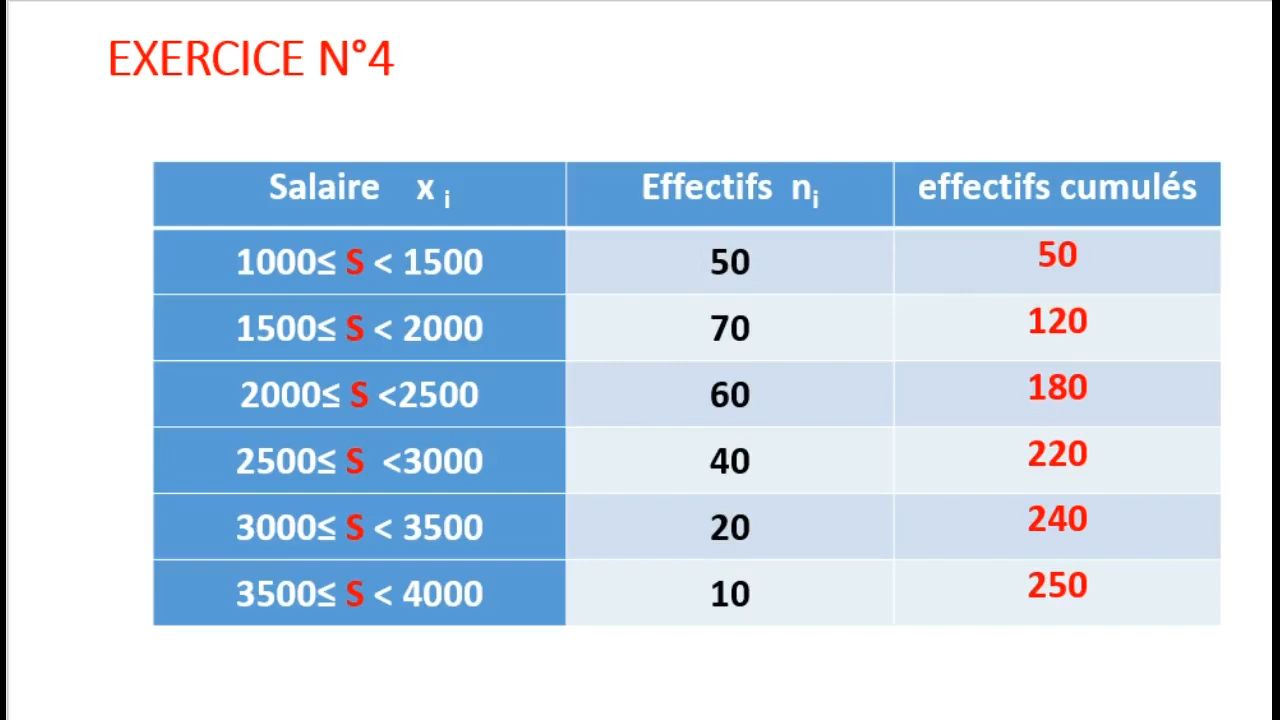 EXERCICE N°4
Salaire x i Effectifs ni effectifs cumulés
1000≤ S < 1500 50 50
1500≤ S < 2000 70 120
2000≤ S <2500 60 180
2500≤ S <3000 40 220
3000≤ S < 3500 20 240
3500≤ S < 4000 10 250